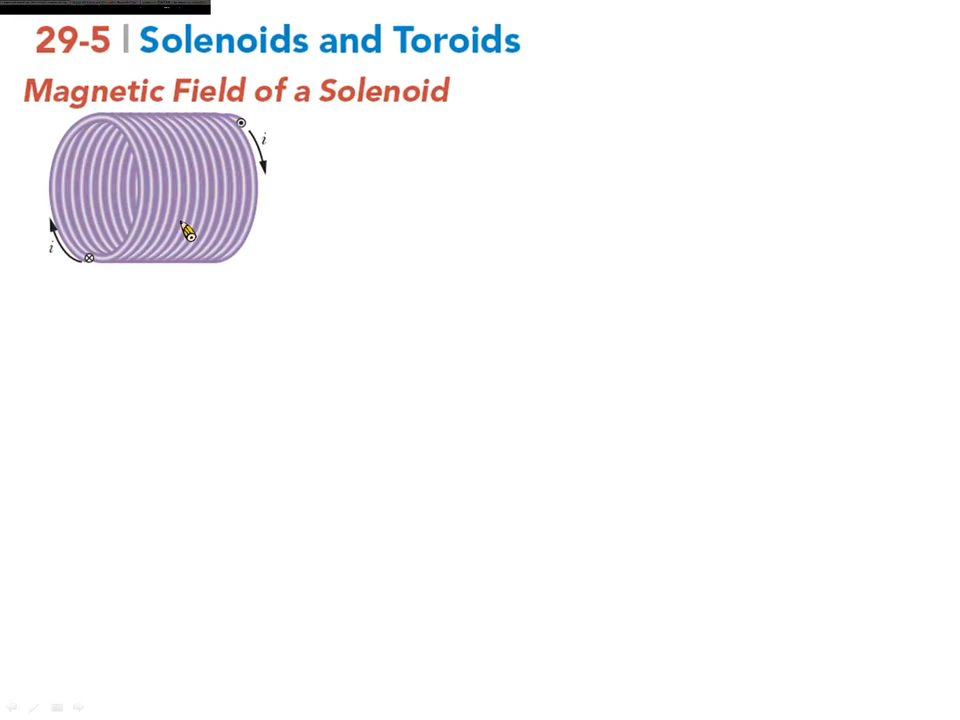 29-5 | Solenoids and Toroids
Magnetic Field of a Solenoid
i
i